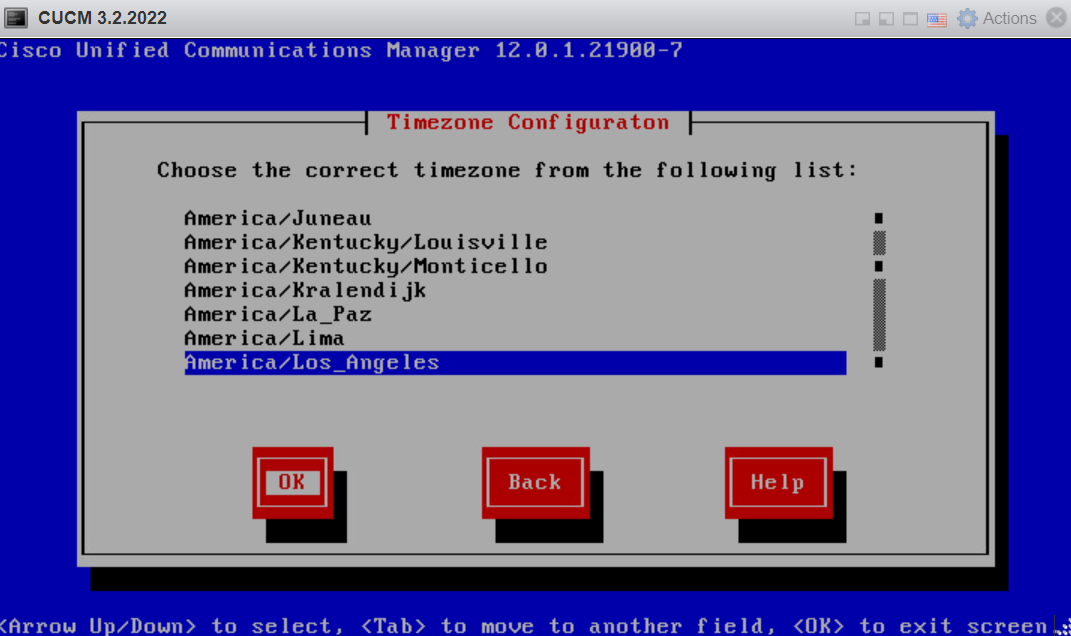 CUCM 3.2.2022
Actions
Cisco Unified Communications Manager 12.0.1.21900-7
Timezone Configuraton
Choose the correct timezone from the following list:
America/Juneau
America/Kentucky/Louisville
America/Kentucky/Monticello
America/Kralendijk
America/La_Paz
America/Lima
America/Los_Angeles
OK
Back
Help
<Arrow Up/Down> to select, <Tab> to move to another field, <OK> to exit screen